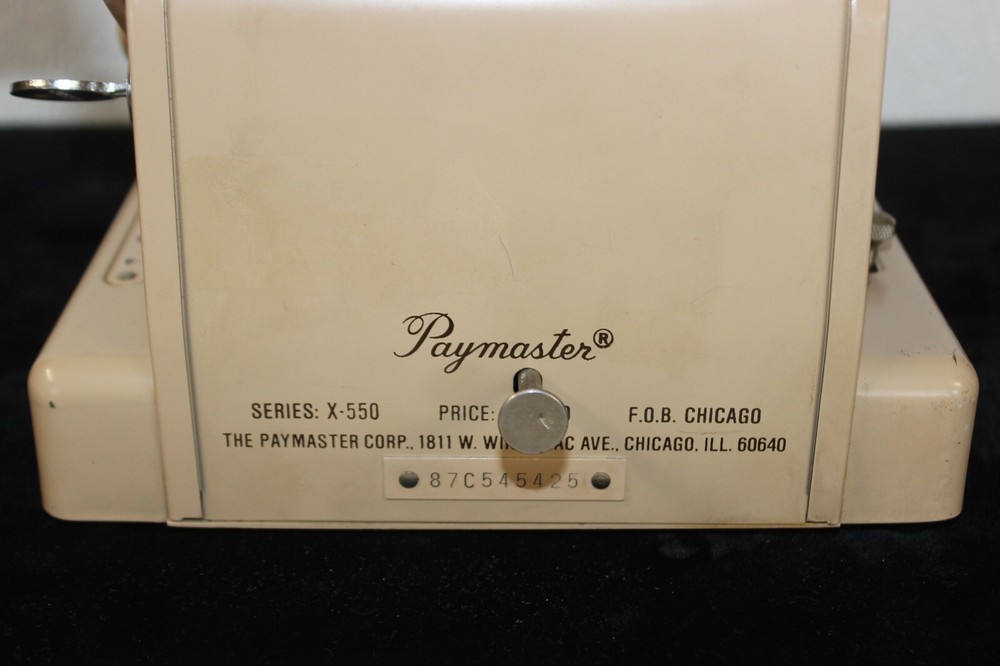 Paymaster®
SERIES: X-550 PRICE: F.O.B. CHICAGO
THE PAYMASTER CORP., 1811 W. AVE., CHICAGO, ILL. 60640
87C545425